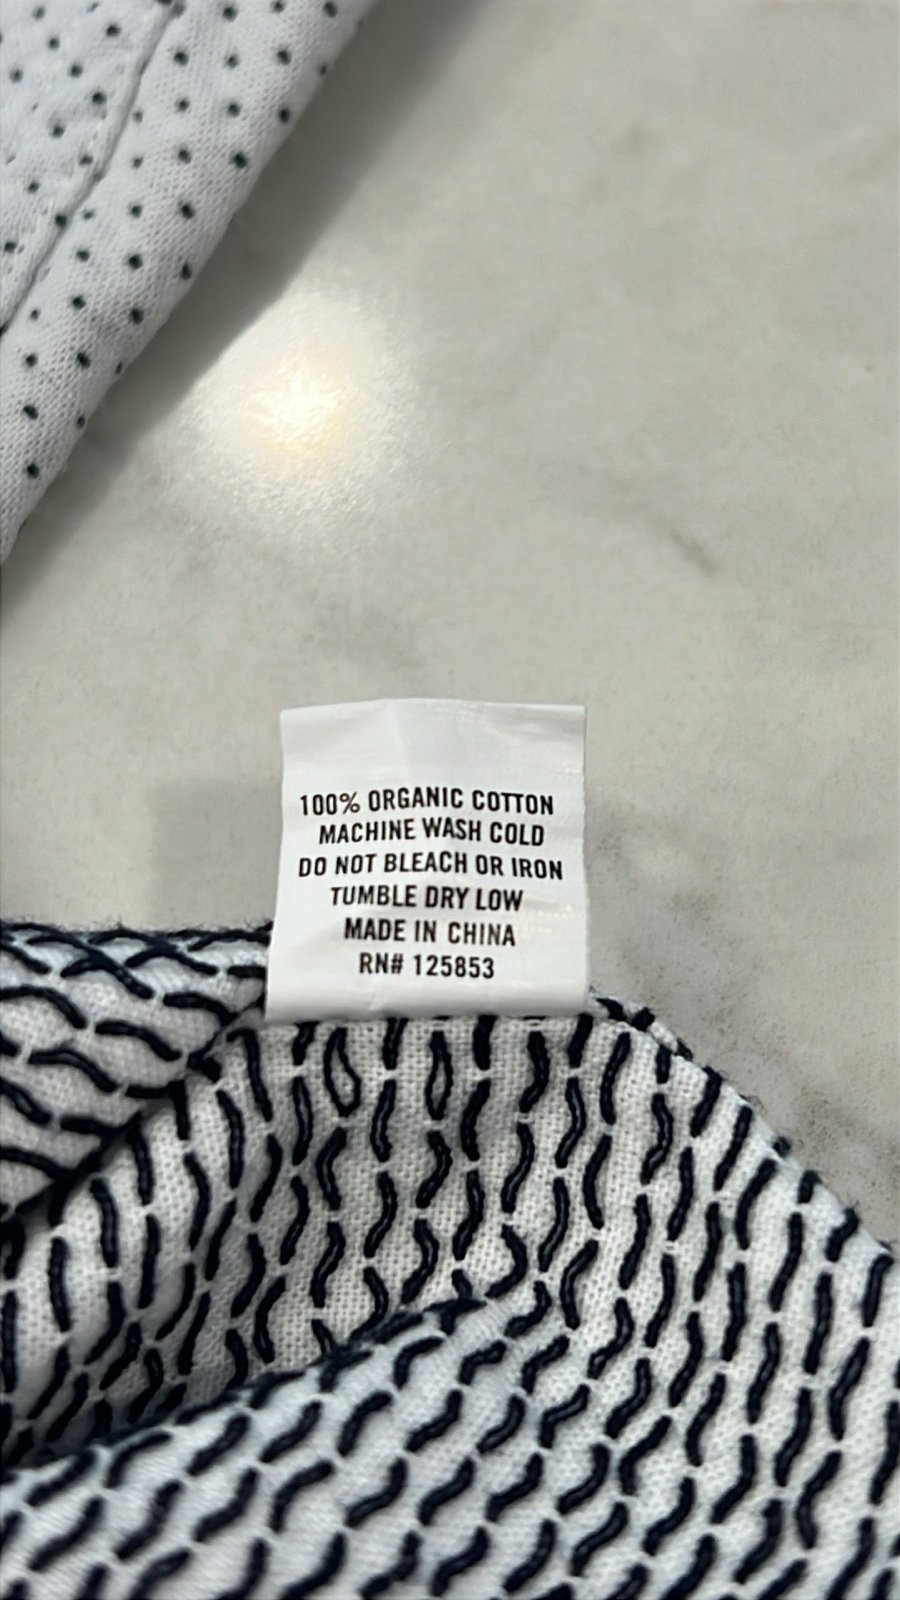 100% ORGANIC COTTON
MACHINE WASH COLD
DO NOT BLEACH OR IRON
TUMBLE DRY LOW
MADE IN CHINA
RN# 125853